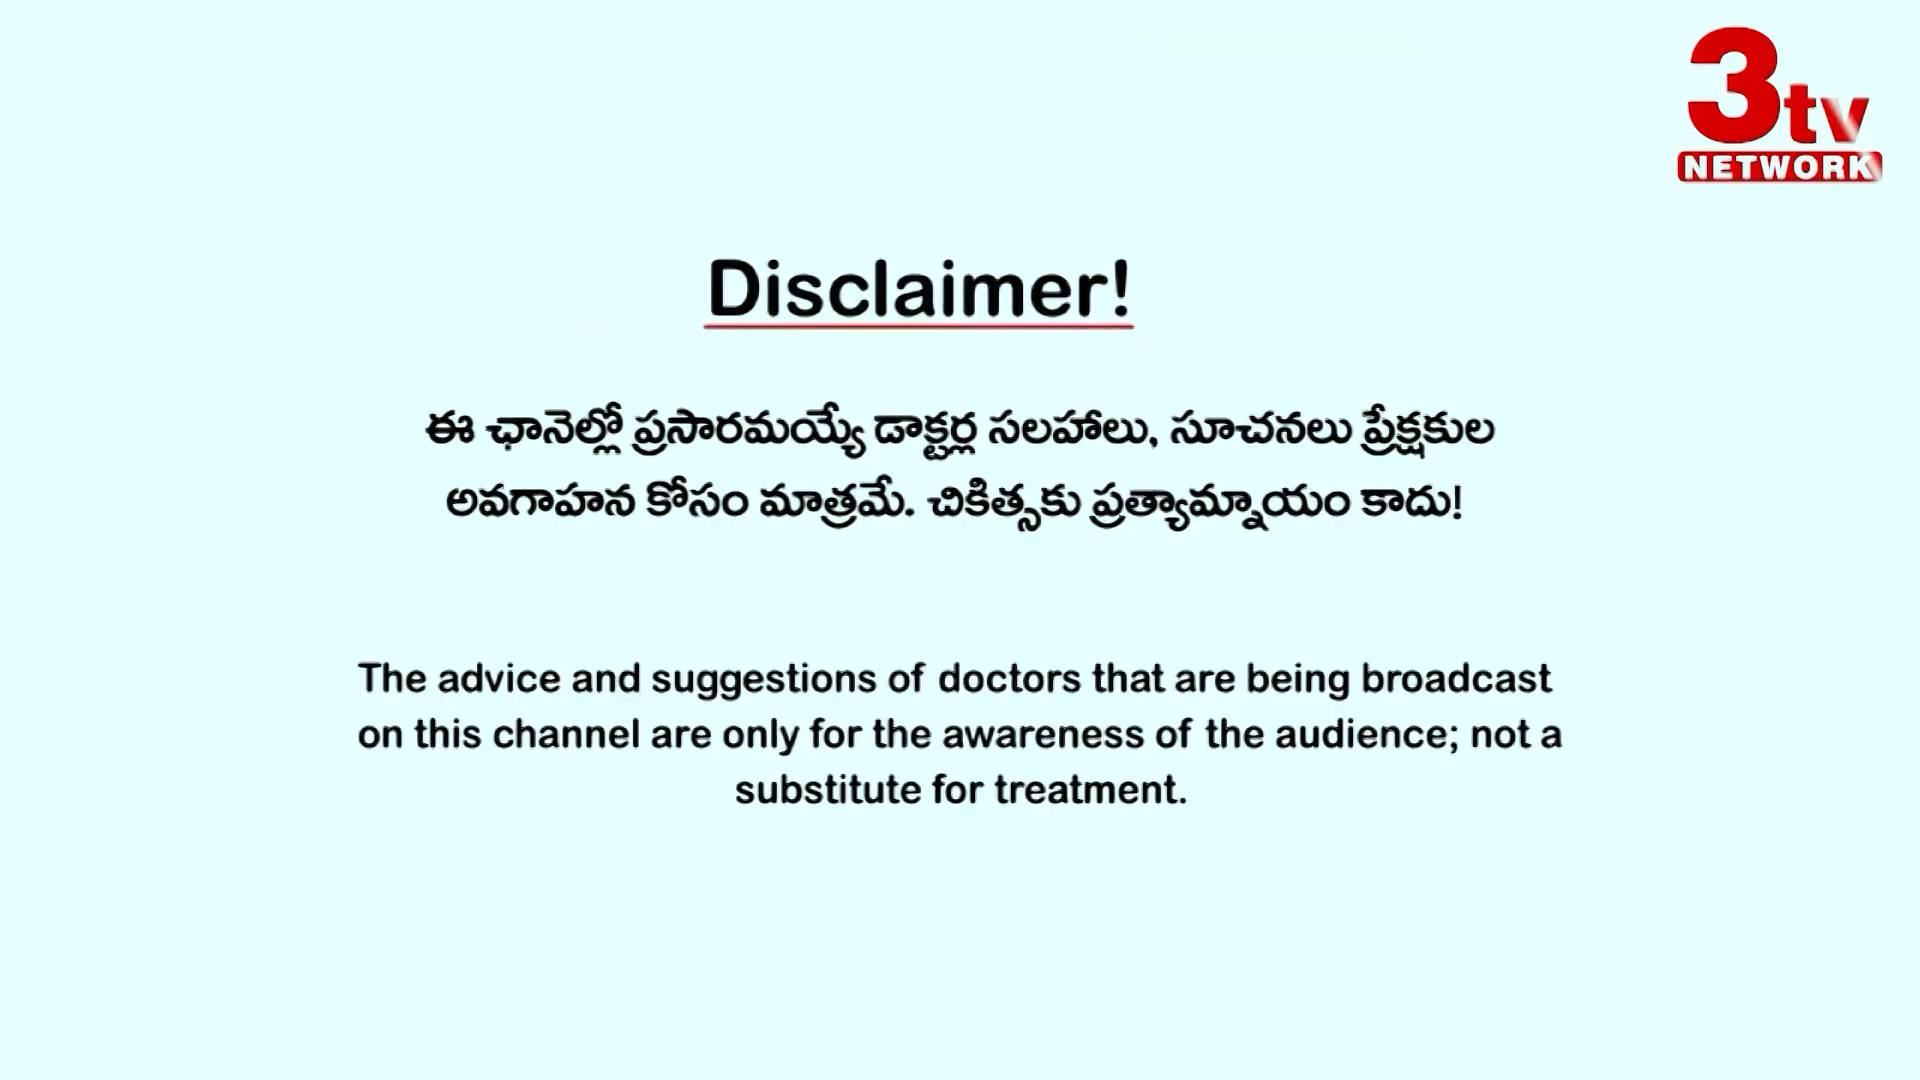 3tv
NETWORK
Disclaimer!
ఈ ఛానెల్లో ప్రసారమయ్యే డాక్టర్ల సలహాలు, సూచనలు ప్రేక్షకుల
అవగాహన కోసం మాత్రమే. చికిత్సకు ప్రత్యామ్నాయం కాదు!
The advice and suggestions of doctors that are being broadcast
on this channel are only for the awareness of the audience; not a
substitute for treatment.